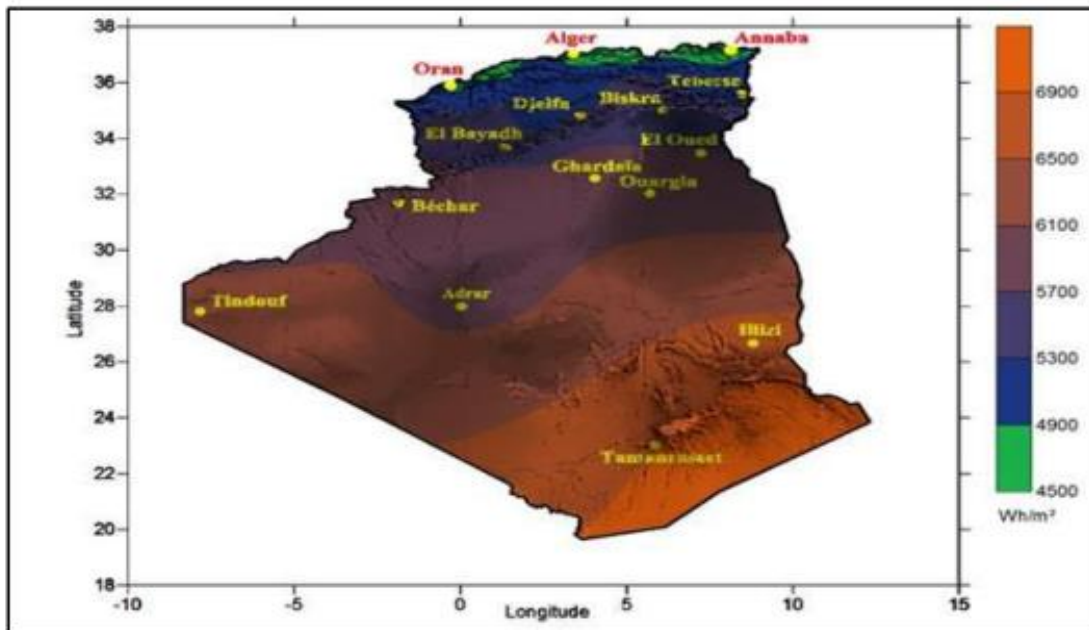 38
36
34
32
30
28
26
24
22
20
18
-10
-5
0
5
10
15
Latitude
Longitude
Alger
Annaba
Oran
Tebesse
Djelfa
Biskra
El Bayadh
El Oued
Ghardaïa
Ouargla
Béchar
Adrar
Tindouf
Illizi
Tamanrasset
6900
6500
6100
5700
5300
4900
4500
Wh/m²